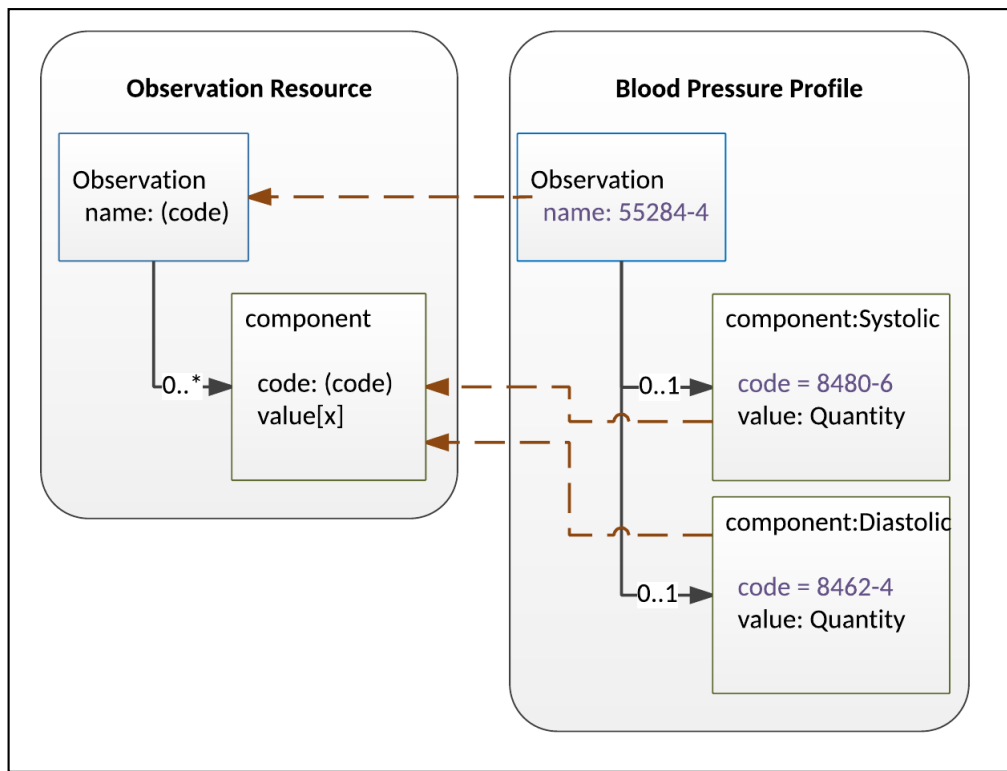 Observation Resource
Observation
name: (code)
0..*
component
code: (code)
value[x]
Blood Pressure Profile
Observation
name: 55284-4
0..1
component:Systolic
code = 8480-6
value: Quantity
0..1
component:Diastolic
code = 8462-4
value: Quantity